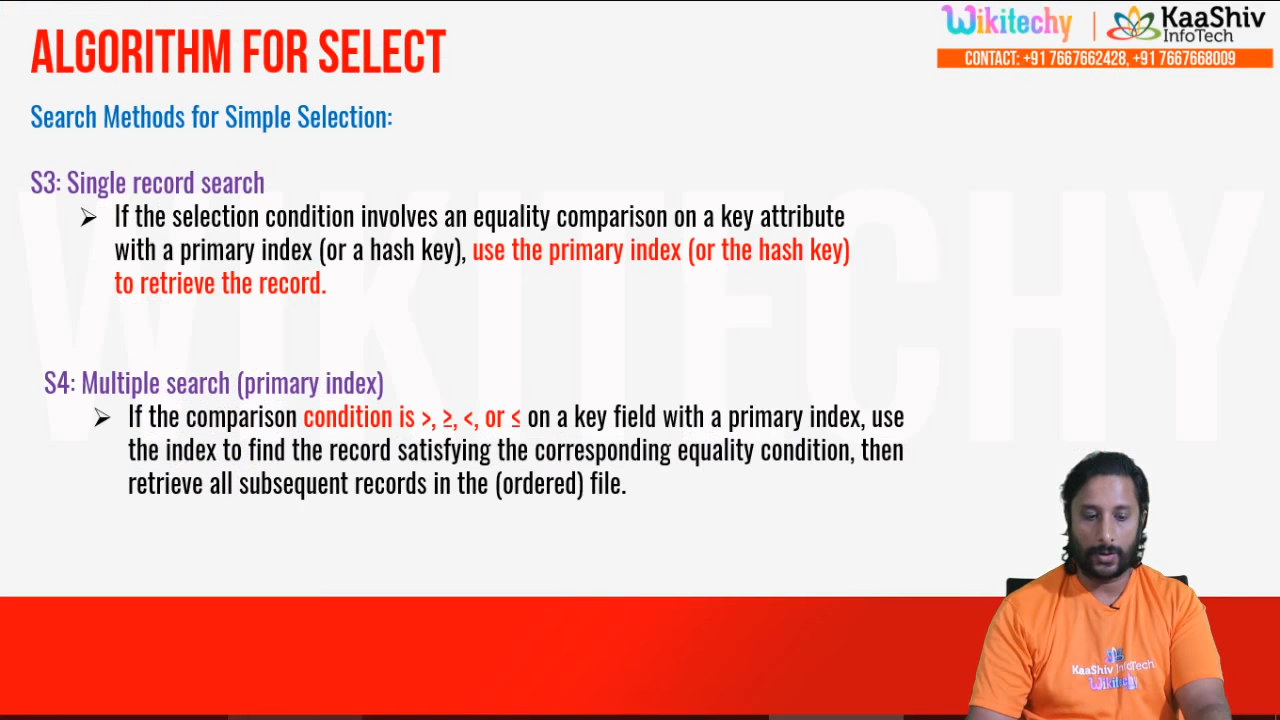 Wikitechy | KaaShiv
InfoTech
CONTACT: +91 7667662428, +91 7667668009
ALGORITHM FOR SELECT
Search Methods for Simple Selection:
S3: Single record search
➢ If the selection condition involves an equality comparison on a key attribute
with a primary index (or a hash key), use the primary index (or the hash key)
to retrieve the record.
S4: Multiple search (primary index)
➢ If the comparison condition is >, ≥, <, or ≤ on a key field with a primary index, use
the index to find the record satisfying the corresponding equality condition, then
retrieve all subsequent records in the (ordered) file.
WIKITECHY
KaaShiv InfoTech
Wikitechy